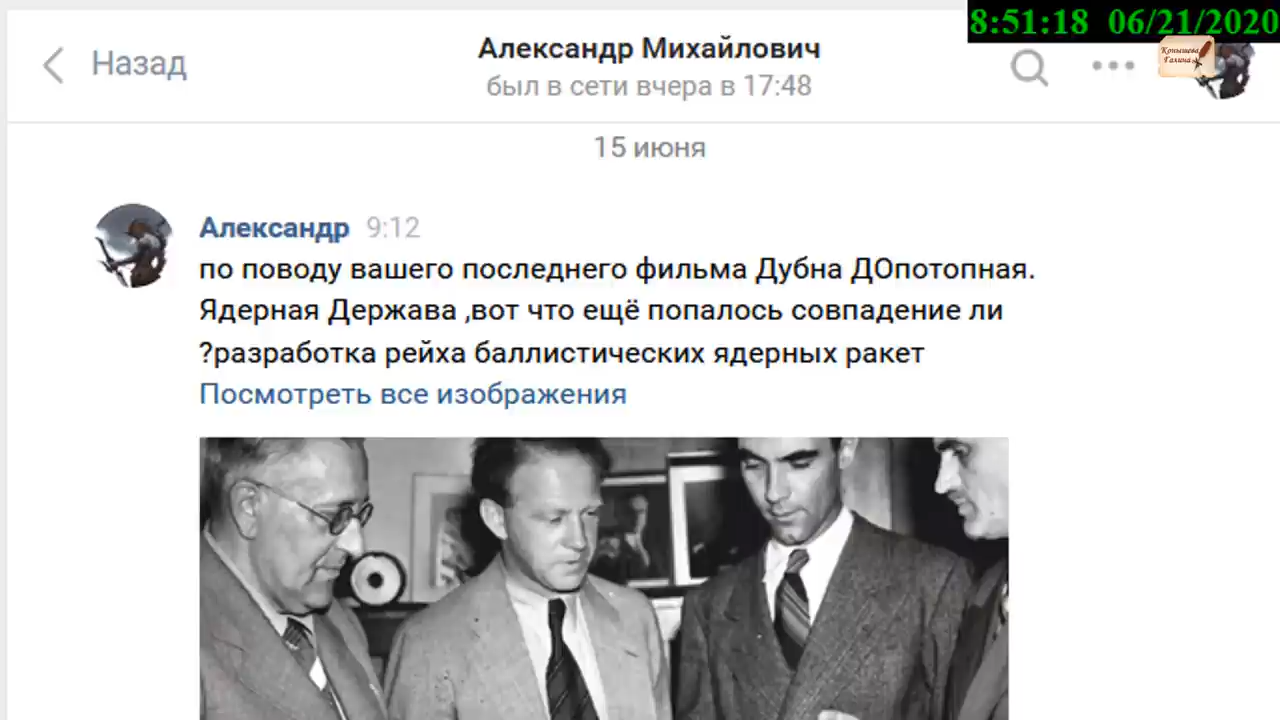 8:51:18 06/21/2020
Назад
Александр Михайлович
был в сети вчера в 17:48
Конышева
Галина
15 июня
Александр 9:12
по поводу вашего последнего фильма Дубна ДОпотопная.
Ядерная Держава ,вот что ещё попалось совпадение ли
?разработка рейха баллистических ядерных ракет
Посмотреть все изображения